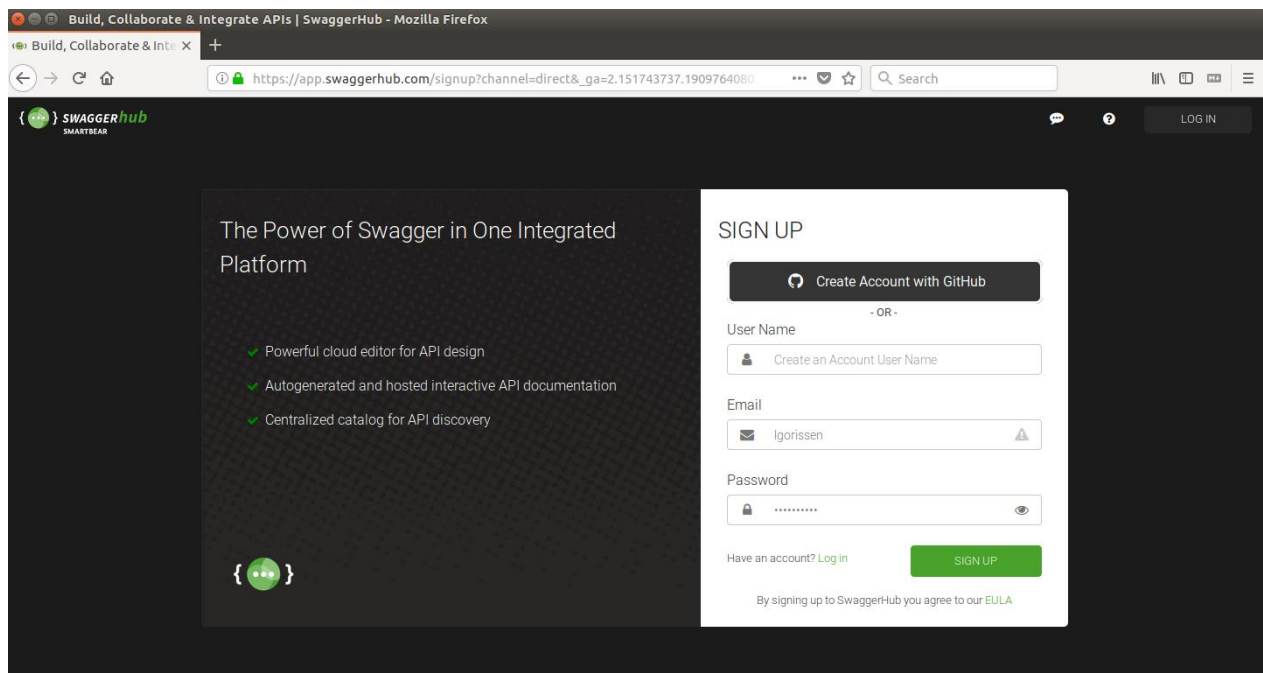 Build, Collaborate & Integrate APIs | SwaggerHub - Mozilla Firefox
Build, Collaborate & Inte
https://app.swaggerhub.com/signup?channel=direct&_ga=2.151743737.1909764080
Search
{ } SWAGGERhub
SMARTBEAR
LOG IN
The Power of Swagger in One Integrated
Platform
Powerful cloud editor for API design
Autogenerated and hosted interactive API documentation
Centralized catalog for API discovery
{ }
SIGN UP
Create Account with GitHub
- OR -
User Name
Create an Account User Name
Email
lgorissen
Password
Have an account? Log in
SIGN UP
By signing up to SwaggerHub you agree to our EULA